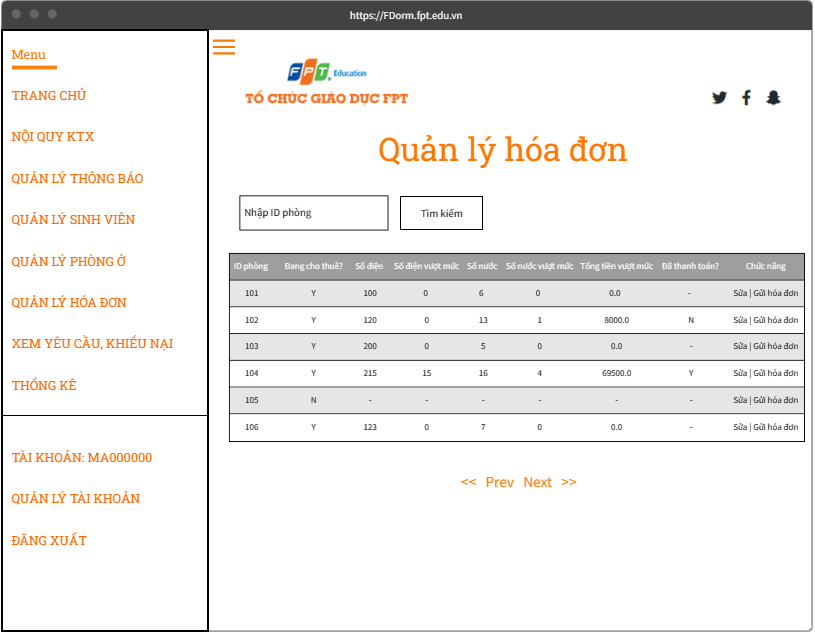 https://FDorm.fpt.edu.vn
Menu
TRANG CHỦ
NỘI QUY KTX
QUẢN LÝ THÔNG BÁO
QUẢN LÝ SINH VIÊN
QUẢN LÝ PHÒNG Ở
QUẢN LÝ HÓA ĐƠN
XEM YÊU CẦU, KHIẾU NẠI
THỐNG KÊ
TÀI KHOẢN: MA000000
QUẢN LÝ TÀI KHOẢN
ĐĂNG XUẤT
FPT. Education
TỔ CHỨC GIÁO DỤC FPT
Quản lý hóa đơn
Nhập ID phòng Tìm kiếm
ID phòng Đang cho thuê? Số điện Số điện vượt mức Số nước Số nước vượt mức Tổng tiền vượt mức Đã thanh toán? Chức năng
101 Y 100 0 6 0 0.0 - Sửa | Gửi hóa đơn
102 Y 120 0 13 1 8000.0 N Sửa | Gửi hóa đơn
103 Y 200 0 5 0 0.0 - Sửa | Gửi hóa đơn
104 Y 215 15 16 4 69500.0 Y Sửa | Gửi hóa đơn
105 N - - - - - - Sửa | Gửi hóa đơn
106 Y 123 0 7 0 0.0 - Sửa | Gửi hóa đơn
<< Prev Next >>